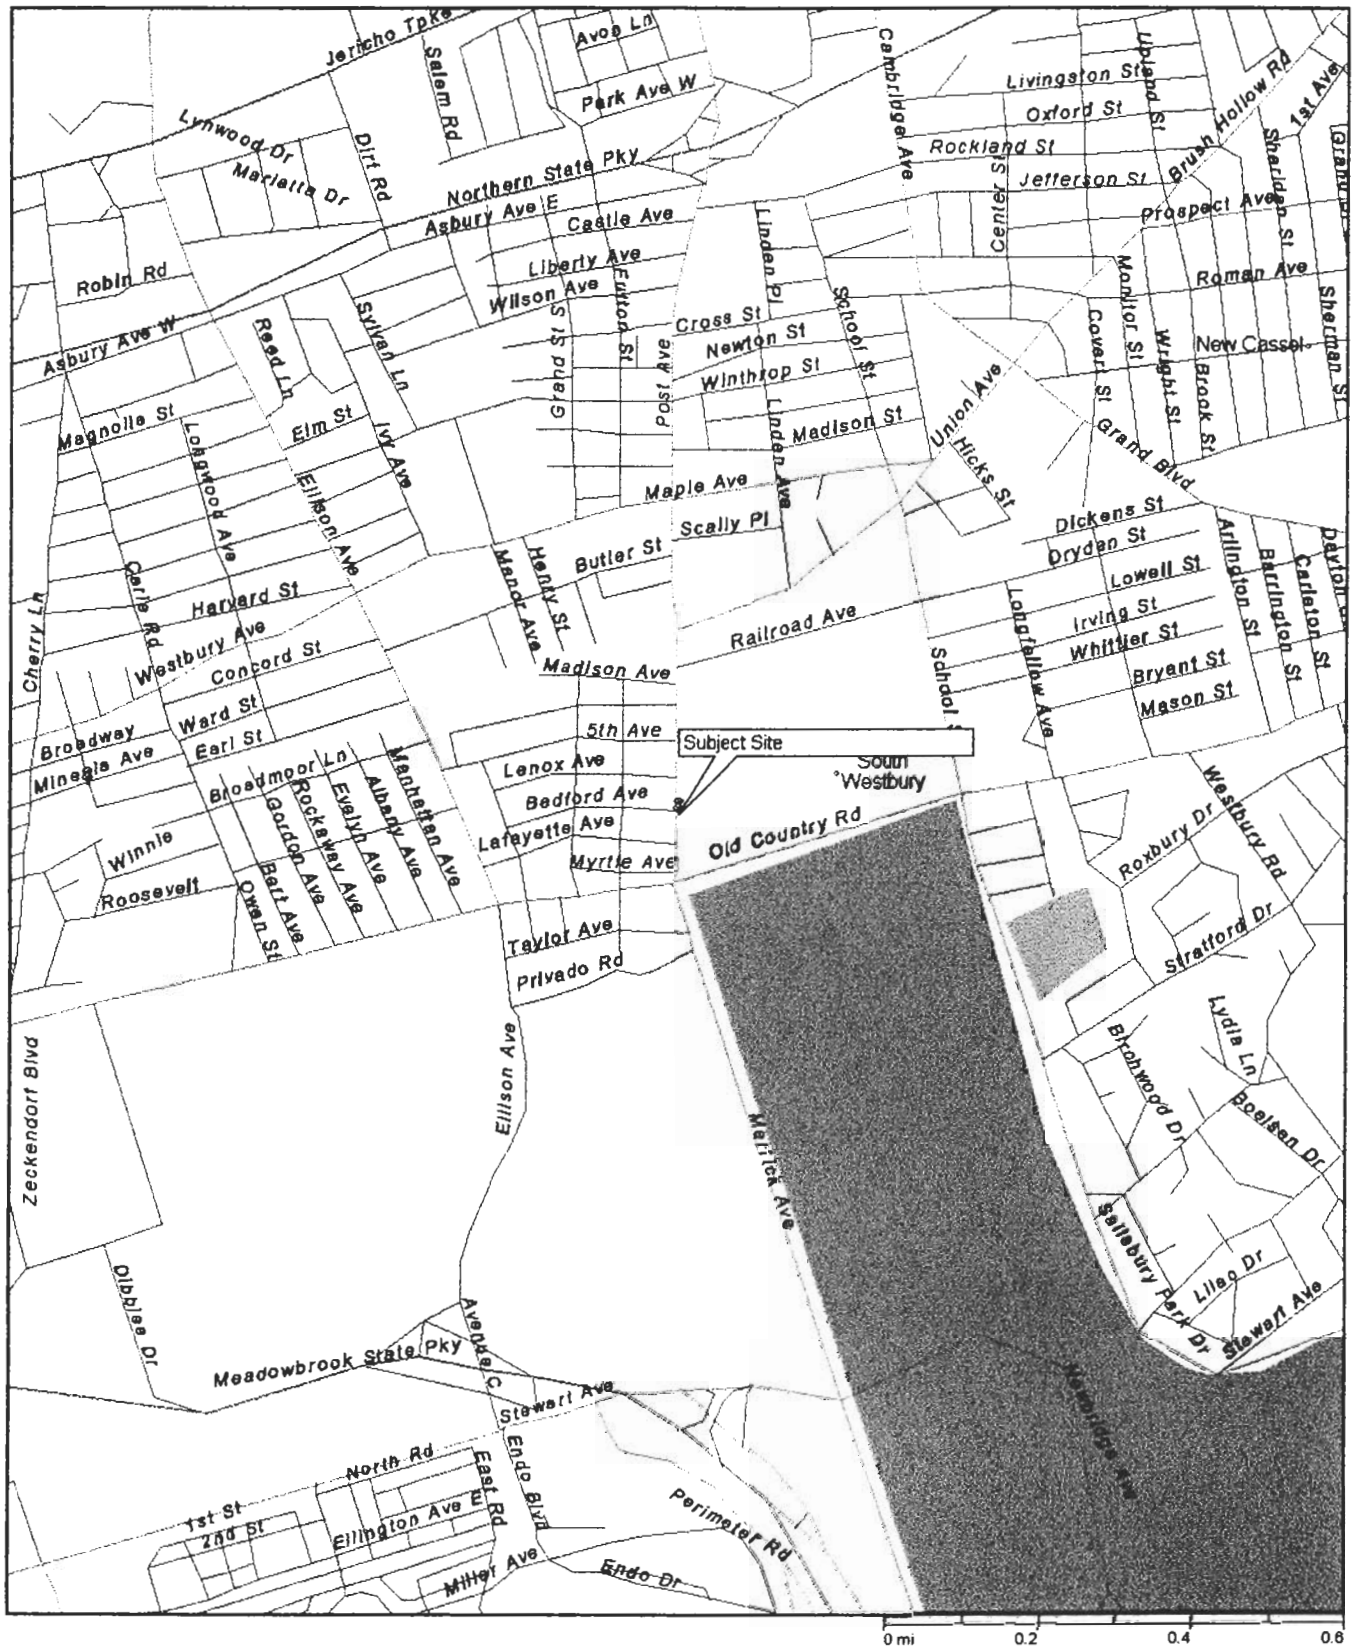 Jericho Tpke
Avon Ln
Salem Rd
Park Ave W
Cambridge Ave
Upland St
Livingston St
Oxford St
Rockland St
Jefferson St
Brush Hollow Rd
1st Ave
Lynwood Dr
Marietta Dr
Dirt Rd
Northern State Pky
Asbury Ave E
Castle Ave
Center St
Prospect Ave
Sheridan St
Robin Rd
Liberty Ave
Wilson Ave
Fulton St
Linden Pl
School St
Monitor St
Roman Ave
Sherman St
Asbury Ave W
Reed Ln
Sylvan Ln
Grand St S
Post Ave
Cross St
Newton St
Winthrop St
Covert St
Wright St
Brook St
New Cassel
Magnolia St
Longwood Ave
Elm St
Ivy Ave
Ellison Ave
Linden Ave
Madison St
Union Ave
Hicks St
Grand Blvd
Maple Ave
Scally Pl
Dickens St
Dryden St
Cherry Ln
Carle Rd
Harvard St
Westbury Ave
Concord St
Manor Ave
Henry St
Butler St
Railroad Ave
Lowell St
Irving St
Whittier St
Bryant St
Mason St
Arlington St
Barrington St
Carleton St
Longfellow Ave
School S
Broadway
Mineola Ave
Ward St
Earl St
Madison Ave
5th Ave
Subject Site
South
Westbury
Lenox Ave
Bedford Ave
Lafayette Ave
Myrtle Ave
Old Country Rd
Broadmoor Ln
Manhattan Ave
Albany Ave
Evelyn Ave
Rockaway Ave
Gordon Ave
Bert Ave
Owen St
Winnie
Roosevelt
Westbury Rd
Roxbury Dr
Stratford Dr
Taylor Ave
Privado Rd
Zeckendorf Blvd
Ellison Ave
Merrick Ave
Lydia Ln
Birchwood Dr
Boelsen Dr
Salisbury Park Dr
Lilac Dr
Stewart Ave
Dibblee Dr
Meadowbrook State Pky
Avenue C
Stewart Ave
Newbridge Ave
North Rd
East Rd
Endo Blvd
1st St
2nd St
Ellington Ave E
Perimeter Rd
Miller Ave
Endo Dr
0 mi 0.2 0.4 0.6